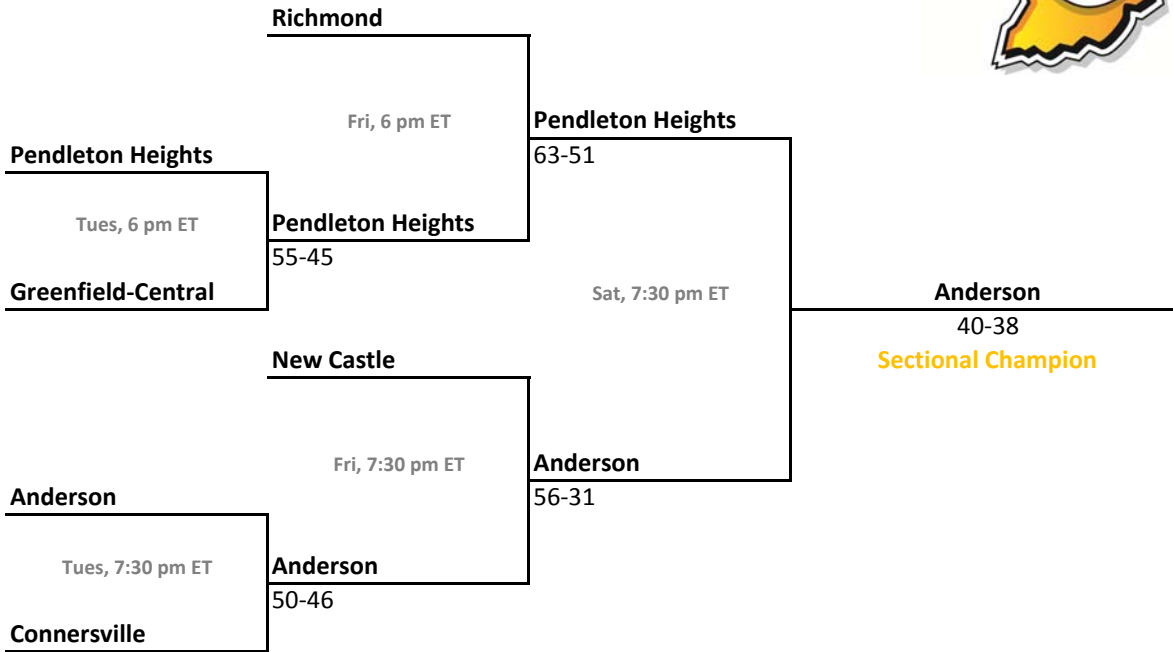 Richmond
Fri, 6 pm ET
Pendleton Heights
Pendleton Heights
63-51
Tues, 6 pm ET
Pendleton Heights
55-45
Greenfield-Central
Sat, 7:30 pm ET
Anderson
40-38
New Castle
Sectional Champion
Fri, 7:30 pm ET
Anderson
Anderson
56-31
Tues, 7:30 pm ET
Anderson
50-46
Connersville